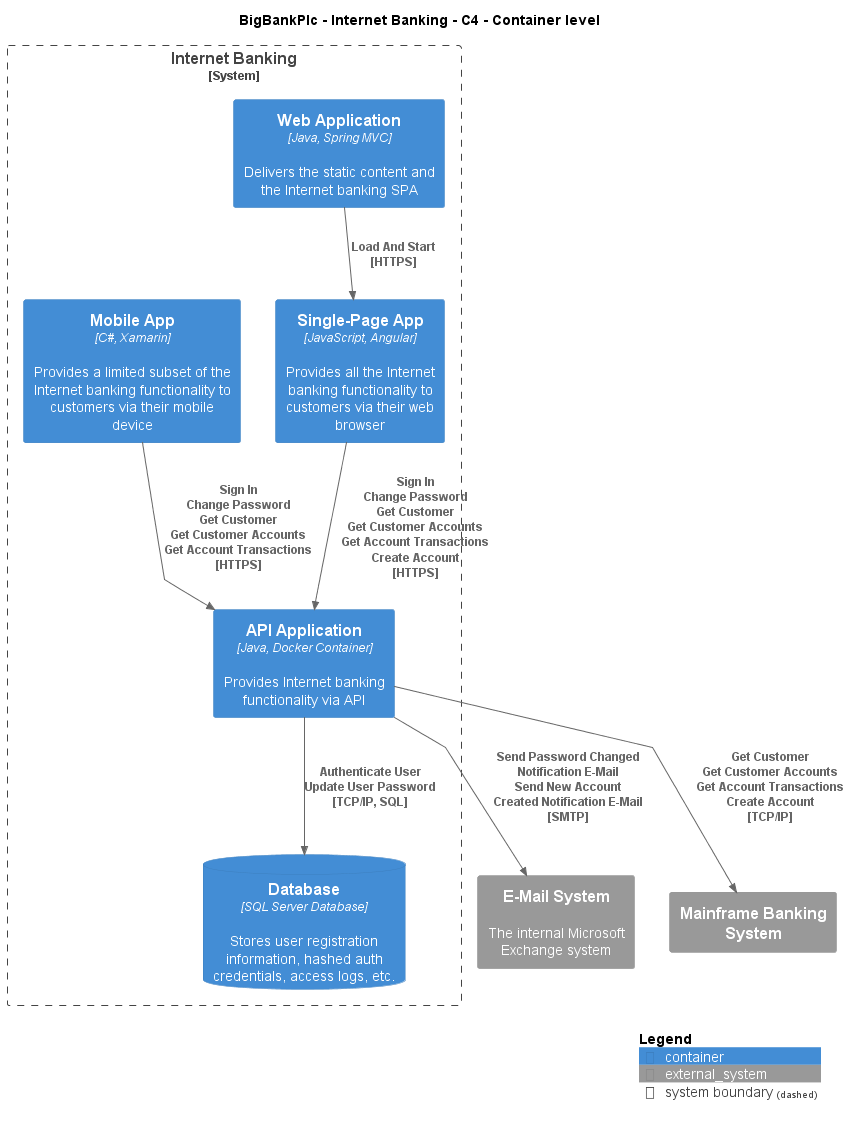 BigBankPlc - Internet Banking - C4 - Container level
Internet Banking
[System]
Web Application
[Java, Spring MVC]
Delivers the static content and
the Internet banking SPA
Load And Start
[HTTPS]
Mobile App
[C#, Xamarin]
Provides a limited subset of the
Internet banking functionality to
customers via their mobile
device
Single-Page App
[JavaScript, Angular]
Provides all the Internet
banking functionality to
customers via their web
browser
Sign In
Change Password
Get Customer
Get Customer Accounts
Get Account Transactions
[HTTPS]
Sign In
Change Password
Get Customer
Get Customer Accounts
Get Account Transactions
Create Account
[HTTPS]
API Application
[Java, Docker Container]
Provides Internet banking
functionality via API
Authenticate User
Update User Password
[TCP/IP, SQL]
Send Password Changed
Notification E-Mail
Send New Account
Created Notification E-Mail
[SMTP]
Get Customer
Get Customer Accounts
Get Account Transactions
Create Account
[TCP/IP]
Database
[SQL Server Database]
Stores user registration
information, hashed auth
credentials, access logs, etc.
E-Mail System
The internal Microsoft
Exchange system
Mainframe Banking
System
Legend
container
external_system
system boundary (dashed)